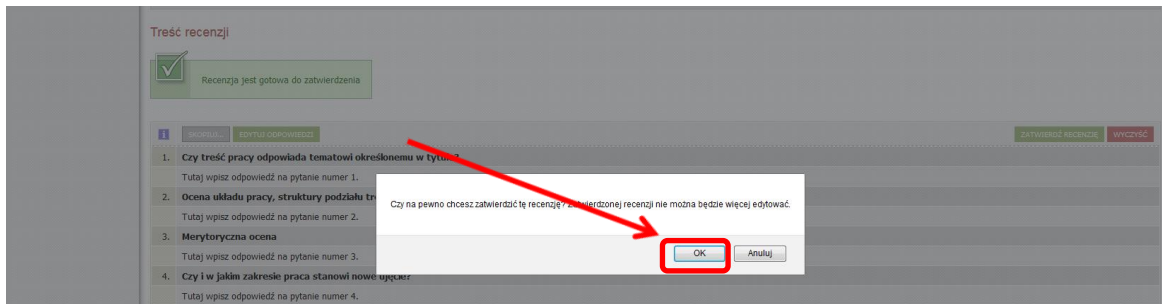 Treść recenzji
Recenzja jest gotowa do zatwierdzenia
i SKOPIUJ... EDYTUJ ODPOWIEDZI ZATWIERDŹ RECENZJĘ WYCZYŚĆ
1. Czy treść pracy odpowiada tematowi określonemu w tytule?
Tutaj wpisz odpowiedź na pytanie numer 1.
2. Ocena układu pracy, struktury podziału
Czy na pewno chcesz zatwierdzić tę recenzję? Zatwierdzonej recenzji nie można będzie więcej edytować.
Tutaj wpisz odpowiedź na pytanie numer 2.
3. Merytoryczna ocena
Tutaj wpisz odpowiedź na pytanie numer 3.
OK Anuluj
4. Czy i w jakim zakresie praca stanowi nowe ujęcie?
Tutaj wpisz odpowiedź na pytanie numer 4.